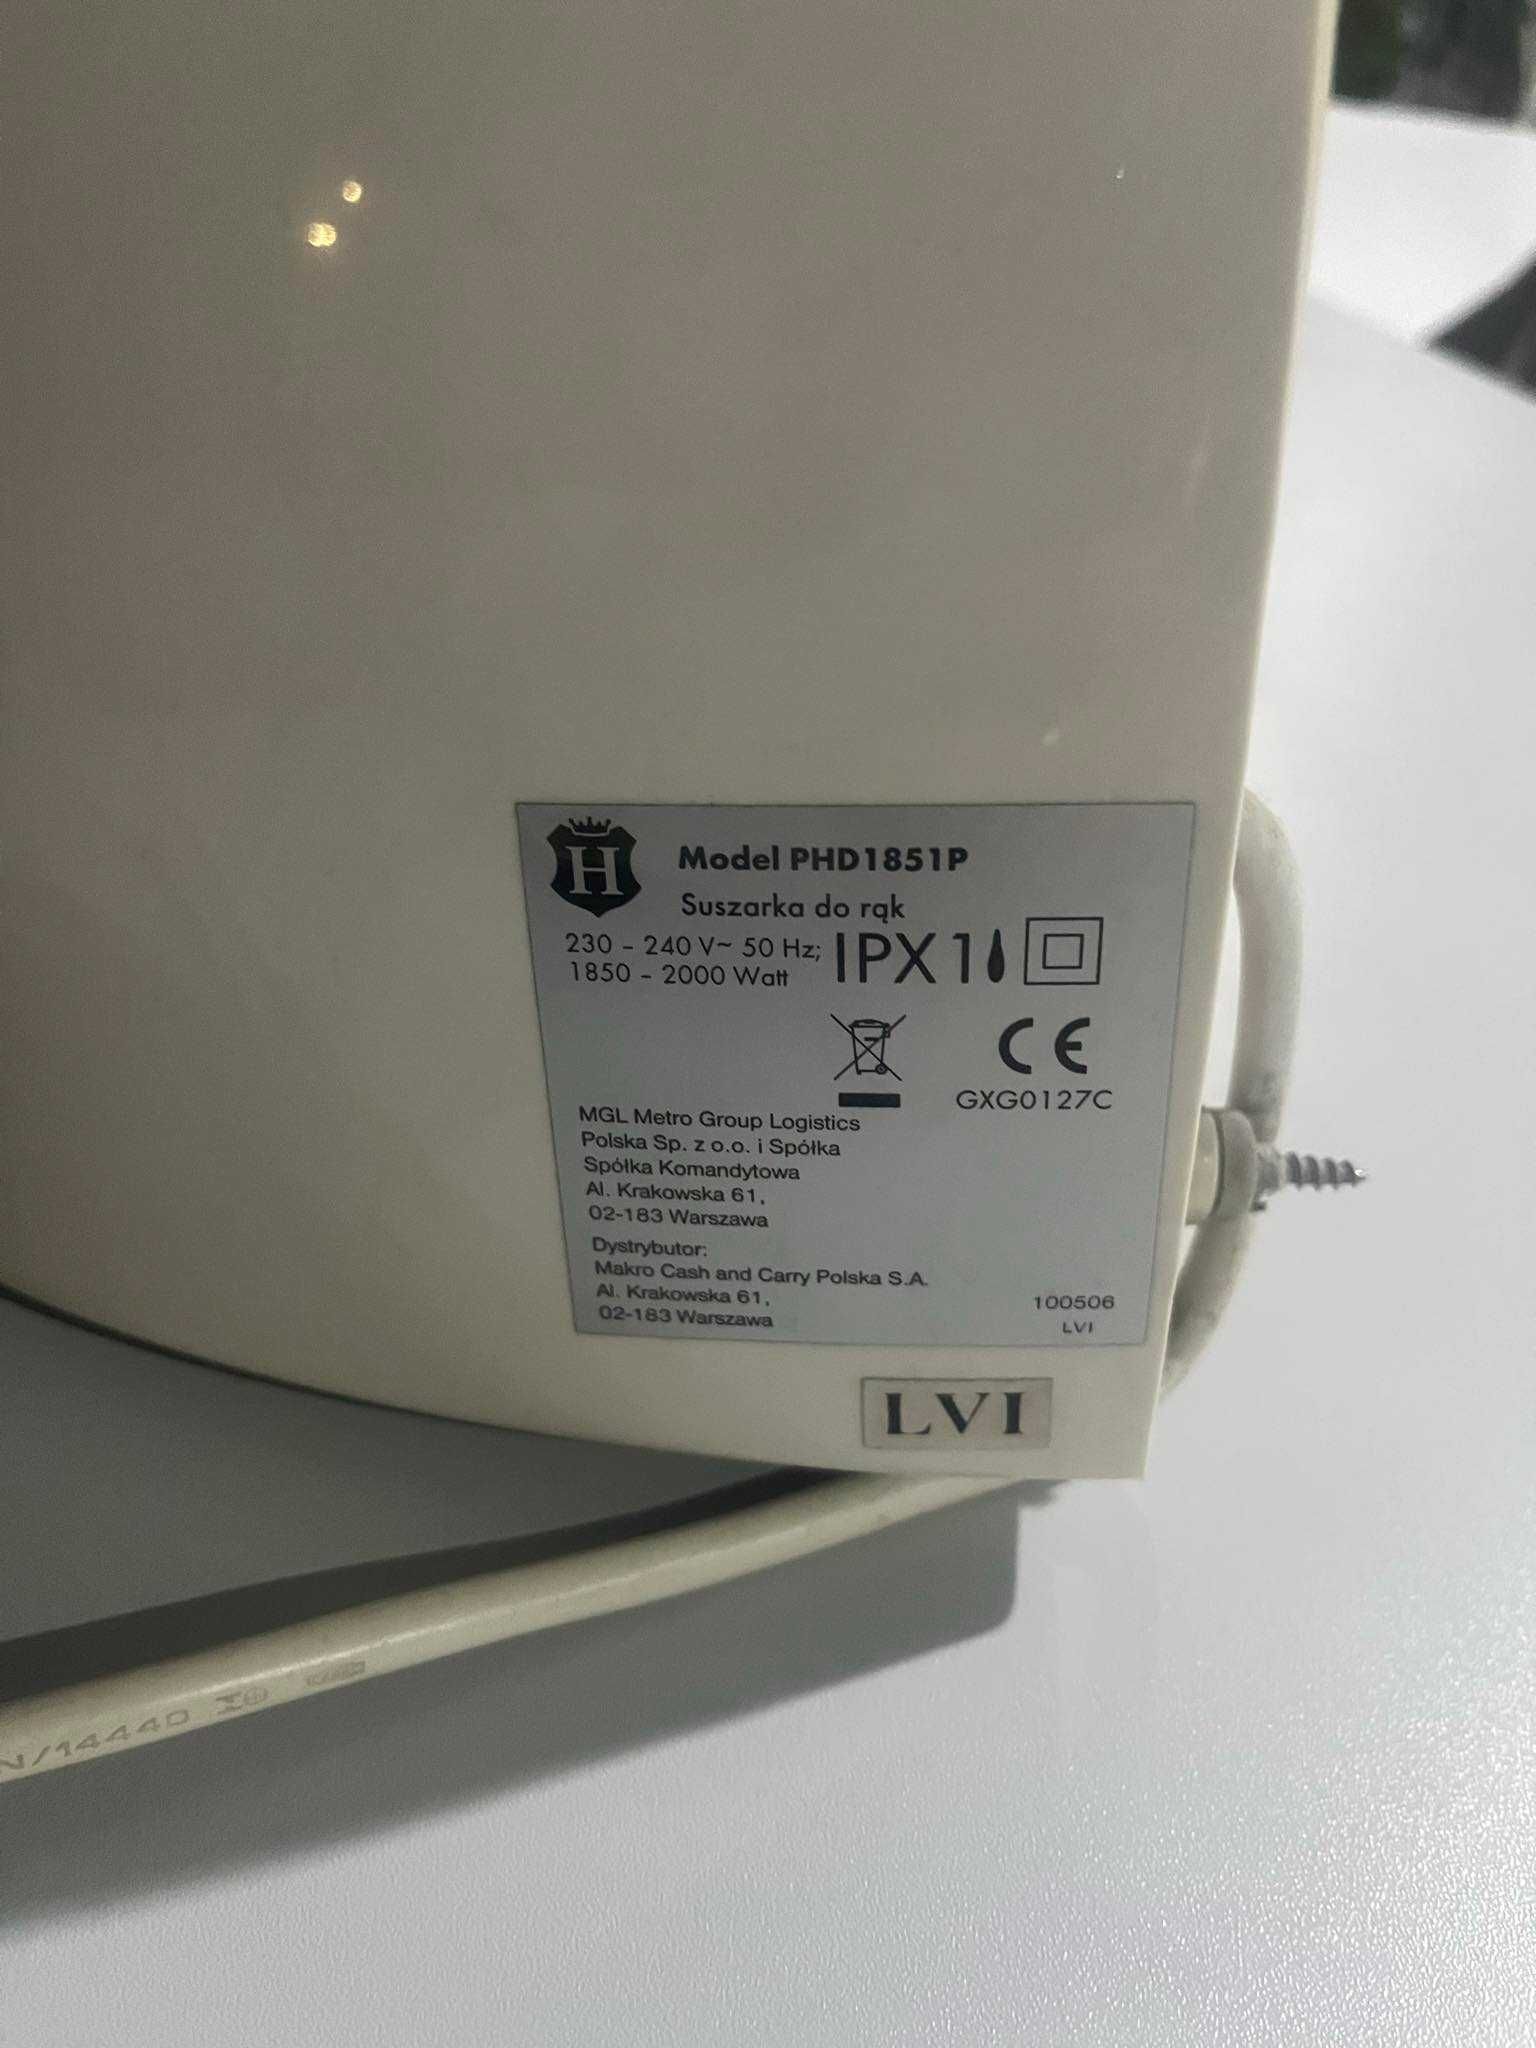 H
Model PHD1851P
Suszarka do rąk
230 - 240 V~ 50 Hz;
1850 - 2000 Watt
IPX1
CE
GXG0127C
MGL Metro Group Logistics
Polska Sp. z o.o. i Spółka
Spółka Komandytowa
Al. Krakowska 61,
02-183 Warszawa
Dystrybutor:
Makro Cash and Carry Polska S.A.
Al. Krakowska 61,
02-183 Warszawa
100506
LVI
LVI
N/14440